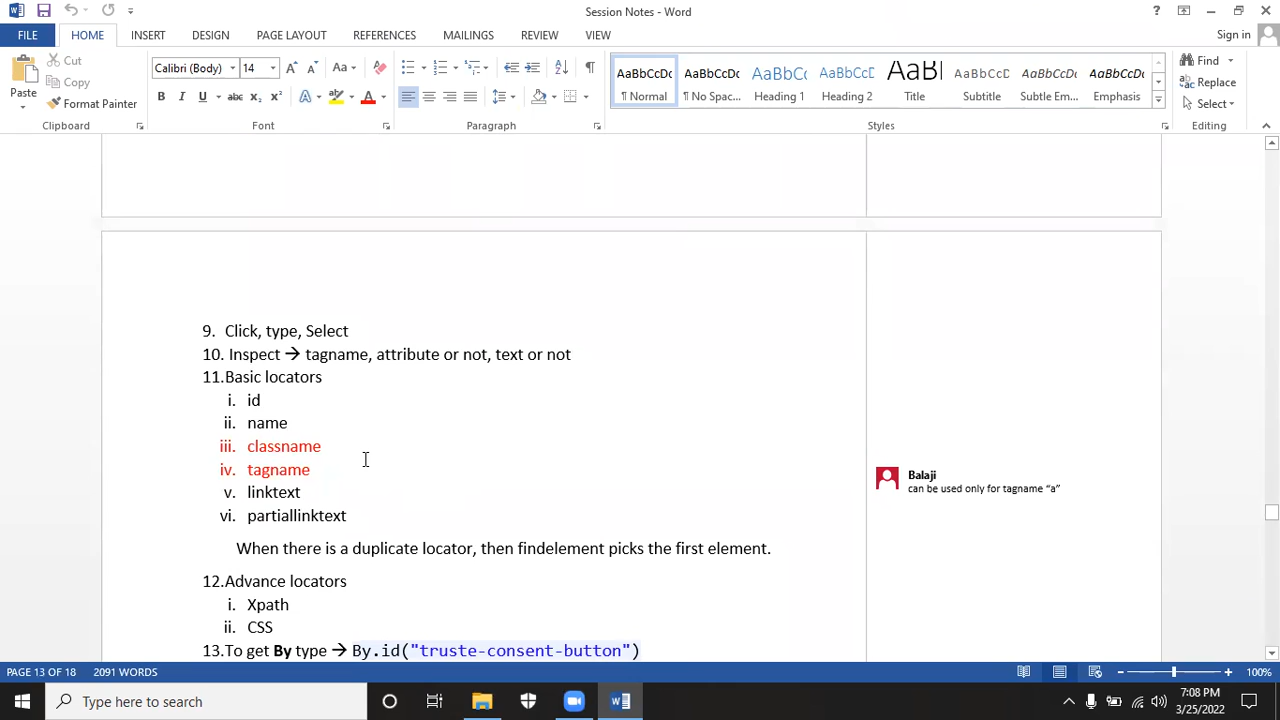 Session Notes - Word
Sign in
FILE HOME INSERT DESIGN PAGE LAYOUT REFERENCES MAILINGS REVIEW VIEW
Paste
Cut
Copy
Format Painter
Clipboard
Calibri (Body) 14
Font
Paragraph
AaBbCcDc ¶ Normal
AaBbCcDc ¶ No Spac...
AaBbCc Heading 1
AaBbCcE Heading 2
AaBl Title
AaBbCcD Subtitle
AaBbCcDc Subtle Em...
AaBbCcDc Emphasis
Styles
Find
Replace
Select
Editing
9. Click, type, Select
10. Inspect → tagname, attribute or not, text or not
11.Basic locators
i. id
ii. name
iii. classname
iv. tagname
v. linktext
vi. partiallinktext
When there is a duplicate locator, then findelement picks the first element.
12.Advance locators
i. Xpath
ii. CSS
13.To get By type → By.id("truste-consent-button")
Balaji
can be used only for tagname “a”
PAGE 13 OF 18 2091 WORDS
100%
Type here to search
7:08 PM
3/25/2022